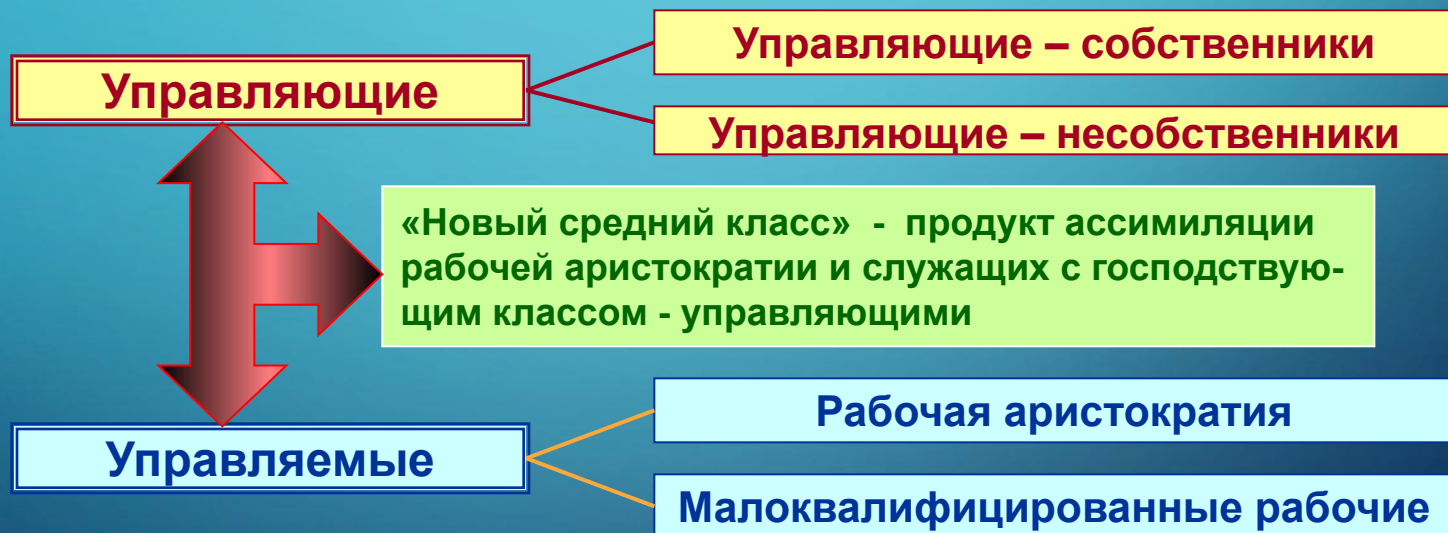 Управляющие – собственники
Управляющие
Управляющие – несобственники
«Новый средний класс» - продукт ассимиляции
рабочей аристократии и служащих с господствую-
щим классом - управляющими
Рабочая аристократия
Управляемые
Малоквалифицированные рабочие